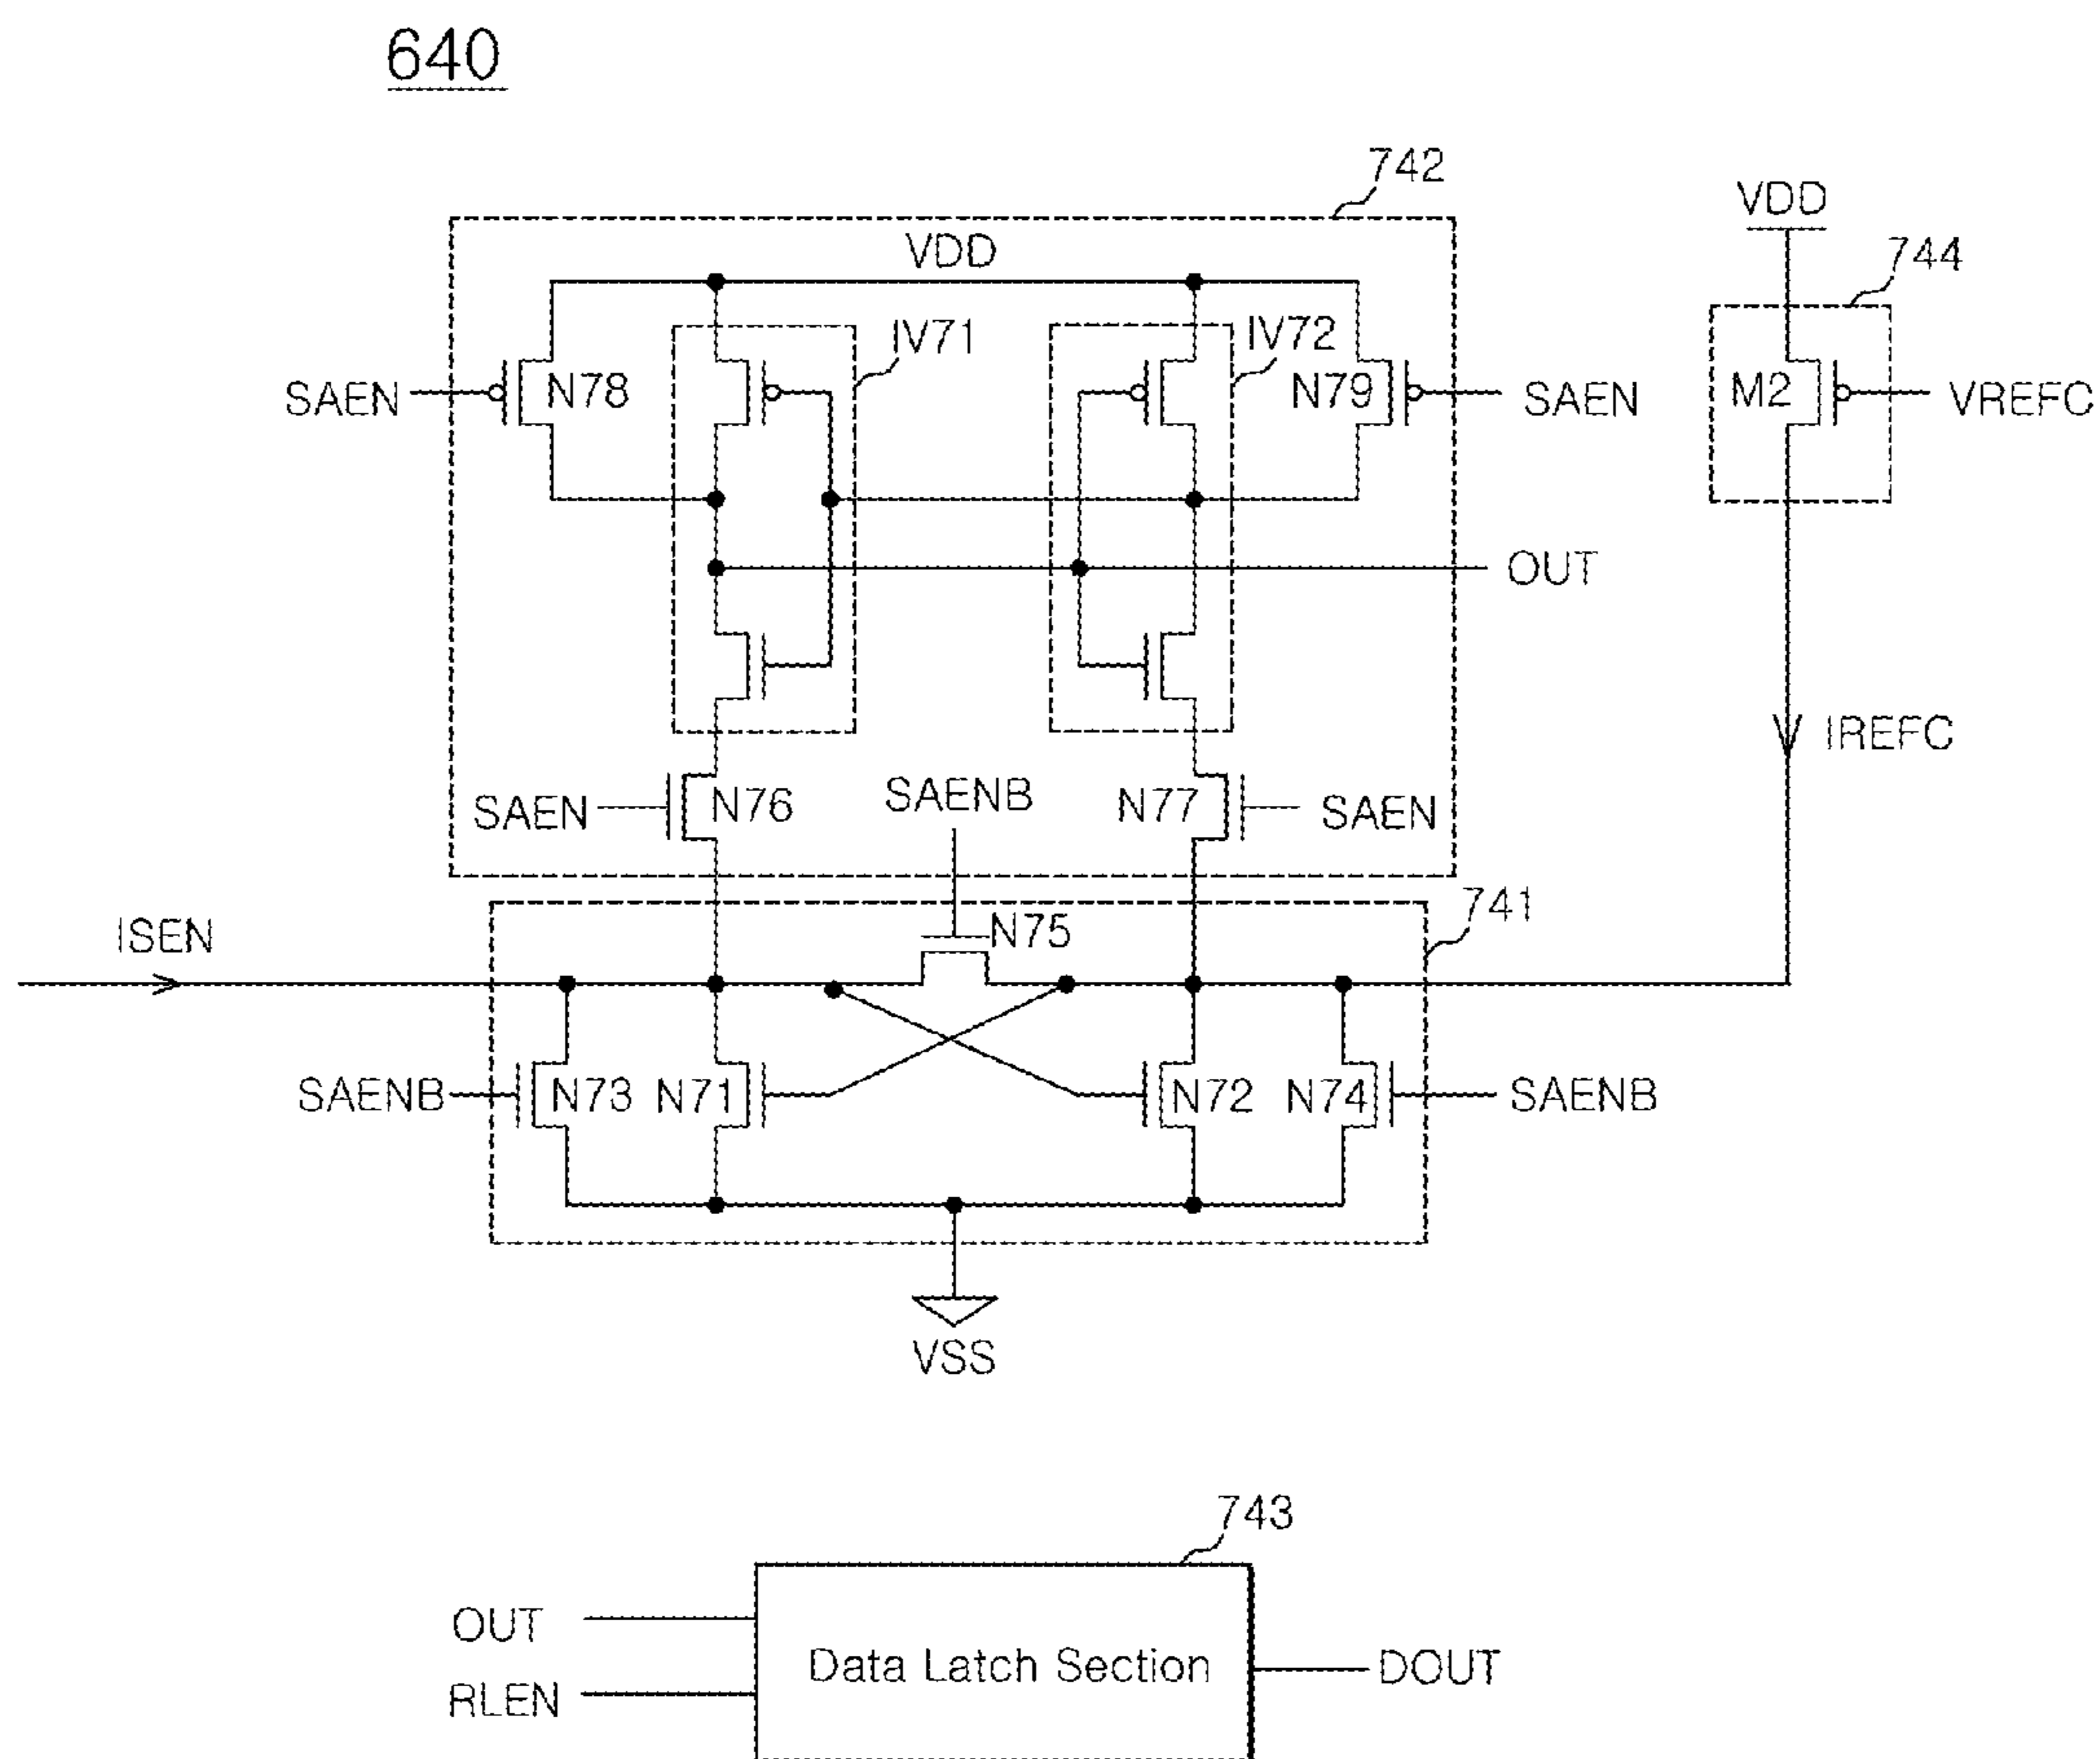 640
742
VDD
744
VDD
IV71
IV72
SAEN
N78
N79
SAEN
M2
VREFC
OUT
IREFC
SAENB
SAEN
N76
N77
SAEN
741
ISEN
N75
SAENB
N73
N71
N72
N74
SAENB
VSS
743
OUT
RLEN
Data Latch Section
DOUT